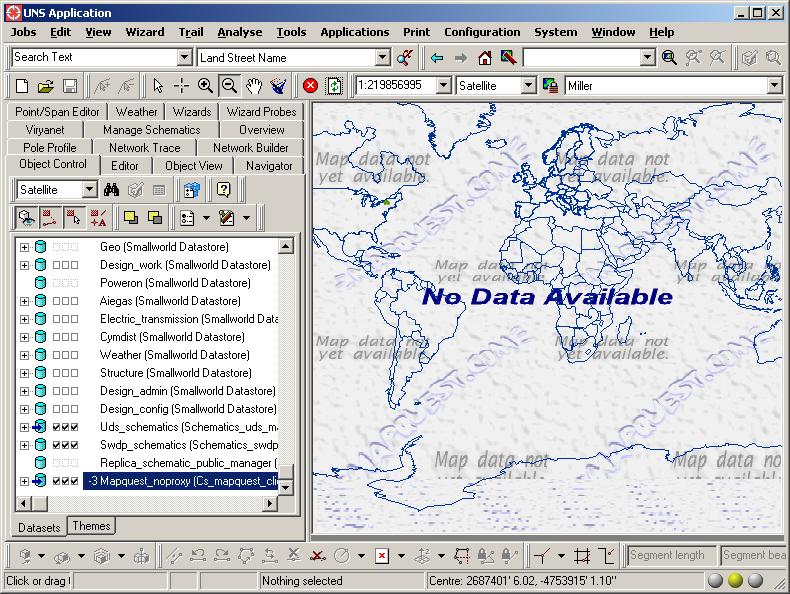 UNS Application
Jobs Edit View Wizard Trail Analyse Tools Applications Print Configuration System Window Help
Search Text Land Street Name
1:219856995 Satellite Miller
Point/Span Editor Weather Wizards Wizard Probes
Viryanet Manage Schematics Overview
Pole Profile Network Trace Network Builder
Object Control Editor Object View Navigator
Satellite
Geo (Smallworld Datastore)
Design_work (Smallworld Datastore)
Poweron (Smallworld Datastore)
Aiegas (Smallworld Datastore)
Electric_transmission (Smallworld Data
Cymdist (Smallworld Datastore)
Weather (Smallworld Datastore)
Structure (Smallworld Datastore)
Design_admin (Smallworld Datastore)
Design_config (Smallworld Datastore)
Uds_schematics (Schematics_uds_m
Swdp_schematics (Schematics_swdp
Replica_schematic_public_manager (
-3 Mapquest_noproxy (Cs_mapquest_cli
Datasets Themes
Map data not
yet available.
Map data not
yet available.
Map data not
yet available.
Map data no
yet available
No Data Available
Map data not
yet available.
Map data not
yet available.
Map data not
yet available.
Map data no
yet available
MAPQUEST.COM
MAPQUEST.COM
MAPQUEST.COM
MAPQUEST.COM
Segment length Segment bea
Click or drag Nothing selected Centre: 2687401' 6.02, -4753915' 1.10"